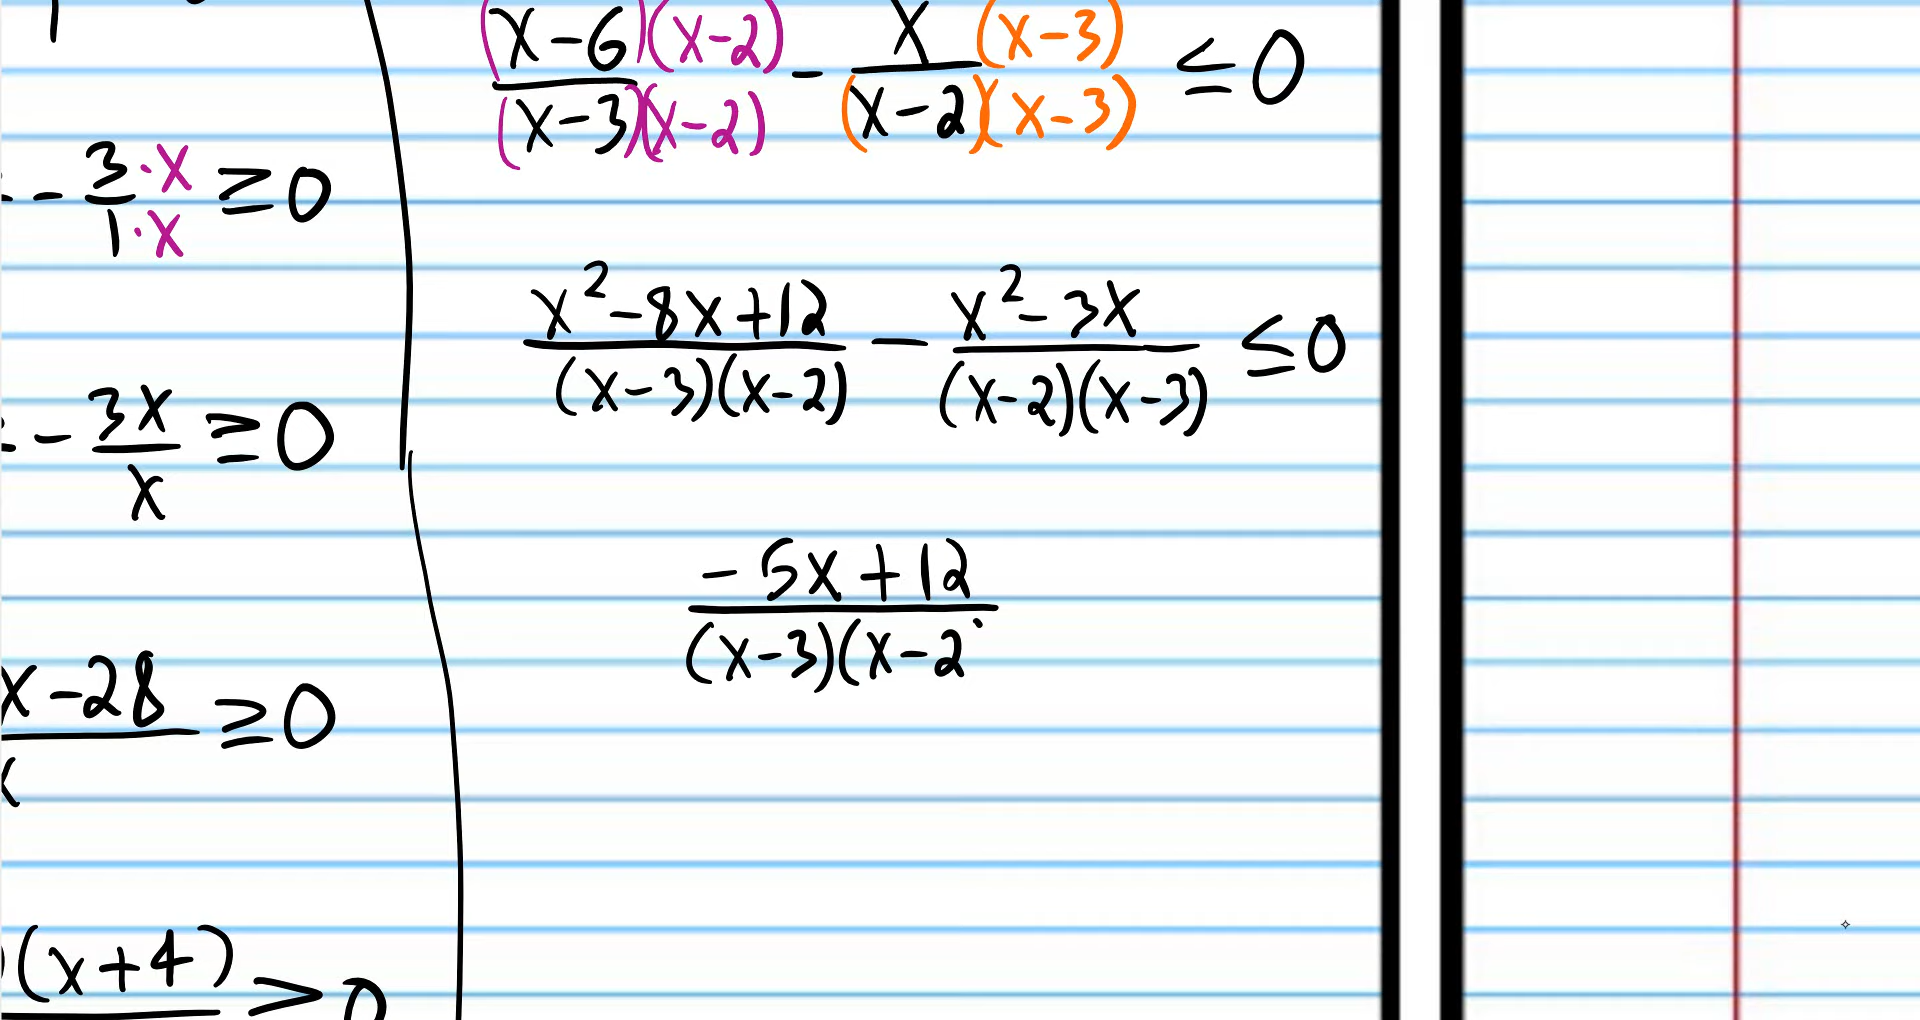 (x-6)(x-2)/(x-3)(x-2) - x(x-3)/(x-2)(x-3) ≤ 0
x²-8x+12/(x-3)(x-2) - x²-3x/(x-2)(x-3) ≤ 0
-5x+12/(x-3)(x-2
- 3·x/1·x ≥ 0
- 3x/x ≥ 0
x-28/x ≥ 0
)(x+4) ≥ 0